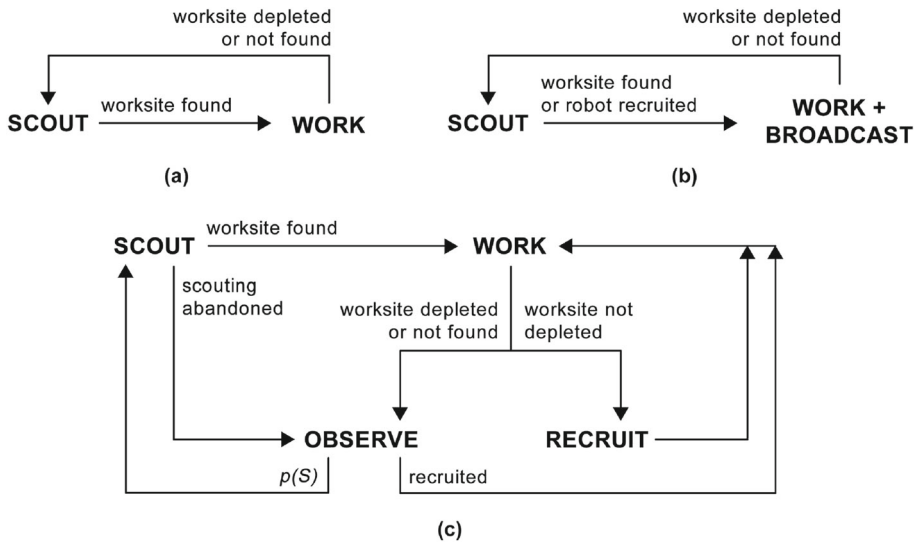 worksite depleted
or not found
worksite found
SCOUT
WORK
(a)
worksite depleted
or not found
worksite found
or robot recruited
SCOUT
WORK +
BROADCAST
(b)
worksite found
SCOUT
WORK
scouting
abandoned
worksite depleted
or not found
worksite not
depleted
OBSERVE
RECRUIT
p(S)
recruited
(c)